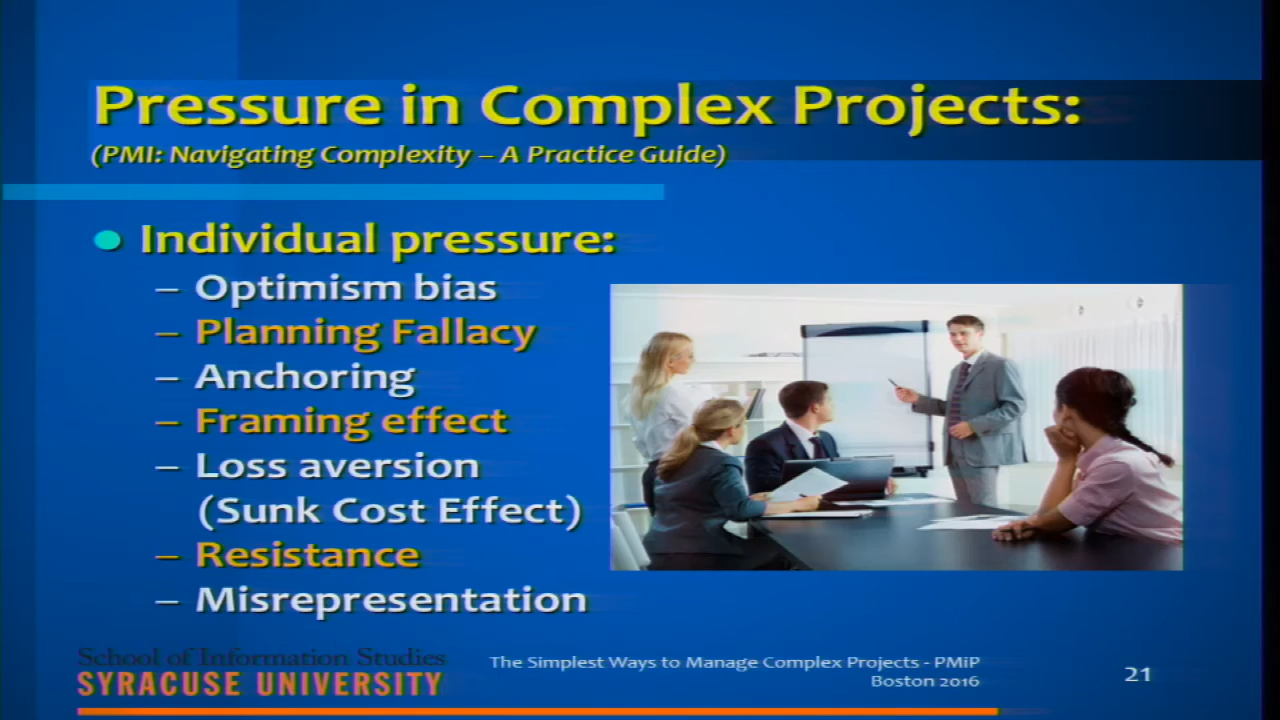 Pressure in Complex Projects:
(PMI: Navigating Complexity – A Practice Guide)
Individual pressure:
– Optimism bias
– Planning Fallacy
– Anchoring
– Framing effect
– Loss aversion
(Sunk Cost Effect)
– Resistance
– Misrepresentation
School of Information Studies
SYRACUSE UNIVERSITY
The Simplest Ways to Manage Complex Projects - PMiP
Boston 2016
21